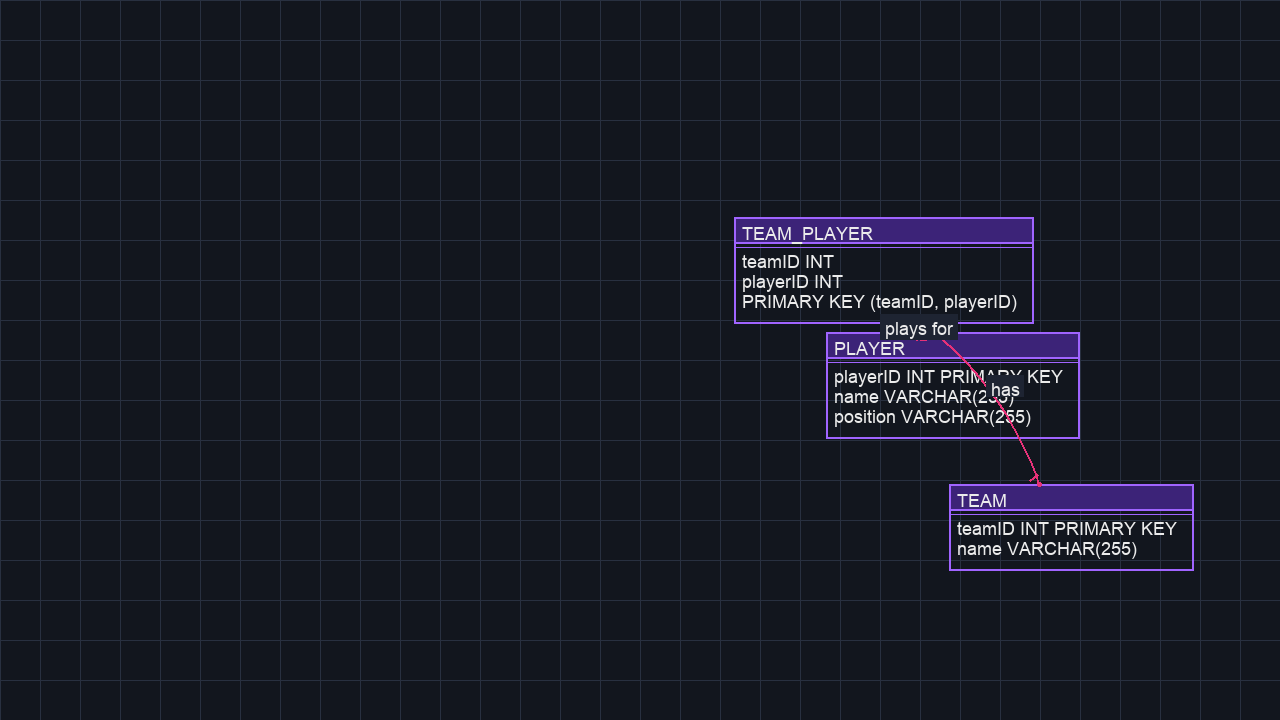 TEAM_PLAYER
teamID INT
playerID INT
PRIMARY KEY (teamID, playerID)
plays for
PLAYER
playerID INT PRIMARY KEY
name VARCHAR(255)
has
position VARCHAR(255)
TEAM
teamID INT PRIMARY KEY
name VARCHAR(255)